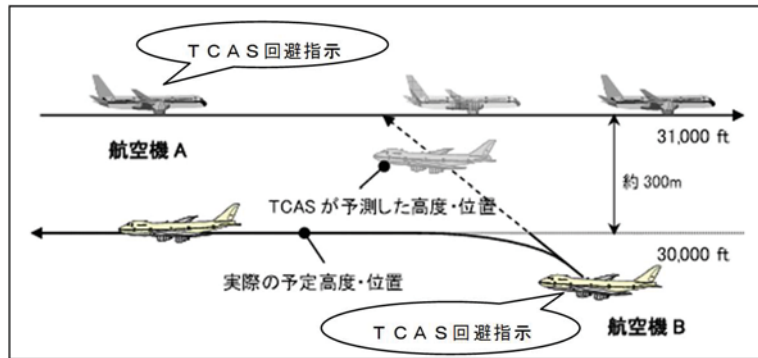 ＴＣＡＳ回避指示
航空機 A
31,000 ft
約 300m
TCAS が予測した高度・位置
30,000 ft
実際の予定高度・位置
ＴＣＡＳ回避指示
航空機 B